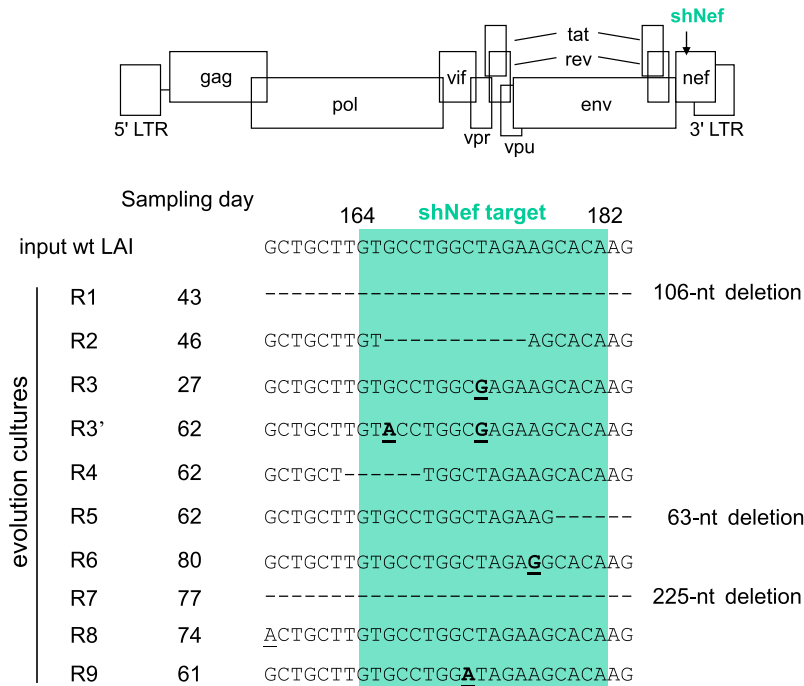 shNef
tat
gag
vif
rev
nef
pol
env
5' LTR
vpr
vpu
3' LTR
Sampling day
164 shNef target 182
input wt LAI GCTGCTTGTGCCTGGCTAGAAGCACAAG
evolution cultures
R1 43 ---------------------------- 106-nt deletion
R2 46 GCTGCTTGT-----------AGCACAAG
R3 27 GCTGCTTGTGCCTGGCGAGAAGCACAAG
R3’ 62 GCTGCTTGTACCTGGCGAGAAGCACAAG
R4 62 GCTGCT------TGGCTAGAAGCACAAG
R5 62 GCTGCTTGTGCCTGGCTAGAAG------ 63-nt deletion
R6 80 GCTGCTTGTGCCTGGCTAGAGGCACAAG
R7 77 ---------------------------- 225-nt deletion
R8 74 ACTGCTTGTGCCTGGCTAGAAGCACAAG
R9 61 GCTGCTTGTGCCTGGATAGAAGCACAAG